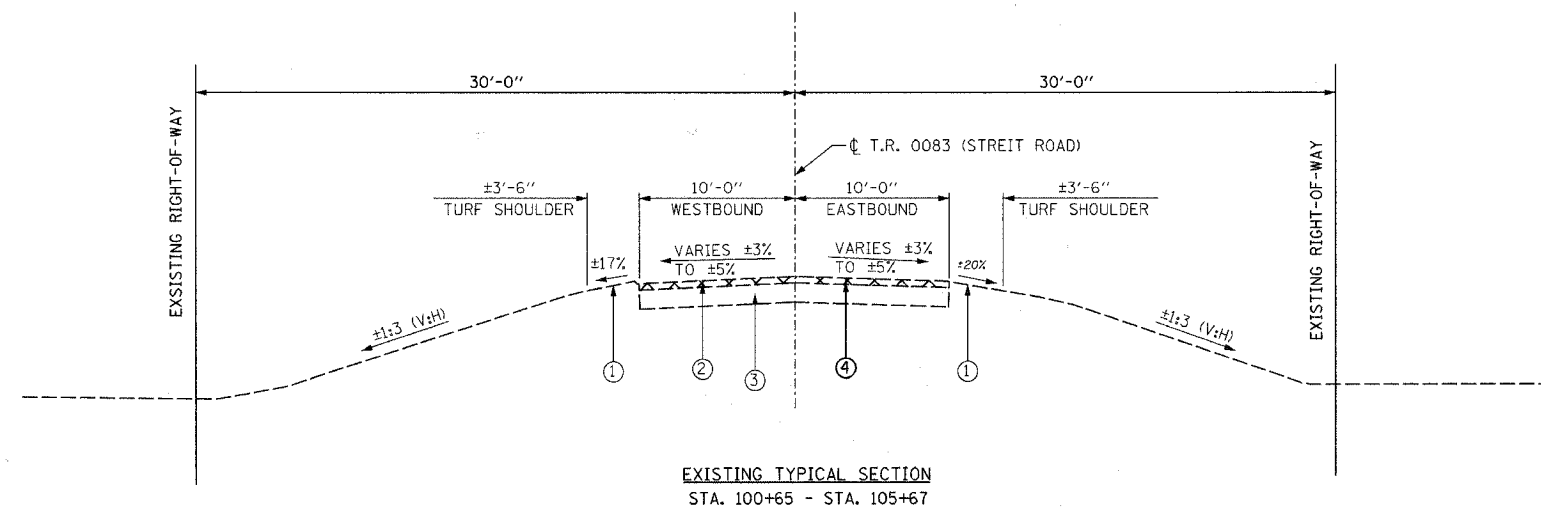 30'-0"
30'-0"
EXSISTING RIGHT-OF-WAY
EXISTING RIGHT-OF-WAY
℄ T.R. 0083 (STREIT ROAD)
±3'-6"
TURF SHOULDER
10'-0"
WESTBOUND
10'-0"
EASTBOUND
±3'-6"
TURF SHOULDER
±17%
VARIES ±3%
TO ±5%
VARIES ±3%
TO ±5%
±20%
±1:3 (V:H)
±1:3 (V:H)
1
2
3
4
1
EXISTING TYPICAL SECTION
STA. 100+65 - STA. 105+67